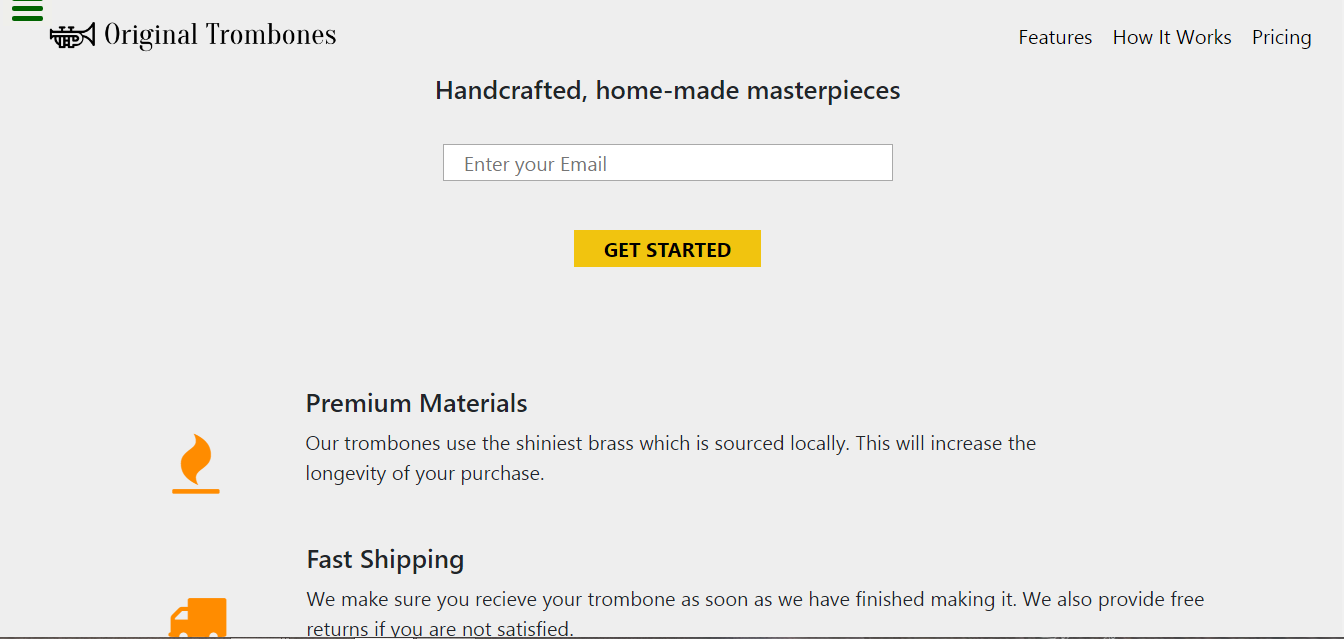 Original Trombones
Features How It Works Pricing
Handcrafted, home-made masterpieces
Enter your Email
GET STARTED
Premium Materials
Our trombones use the shiniest brass which is sourced locally. This will increase the
longevity of your purchase.
Fast Shipping
We make sure you recieve your trombone as soon as we have finished making it. We also provide free
returns if you are not satisfied.